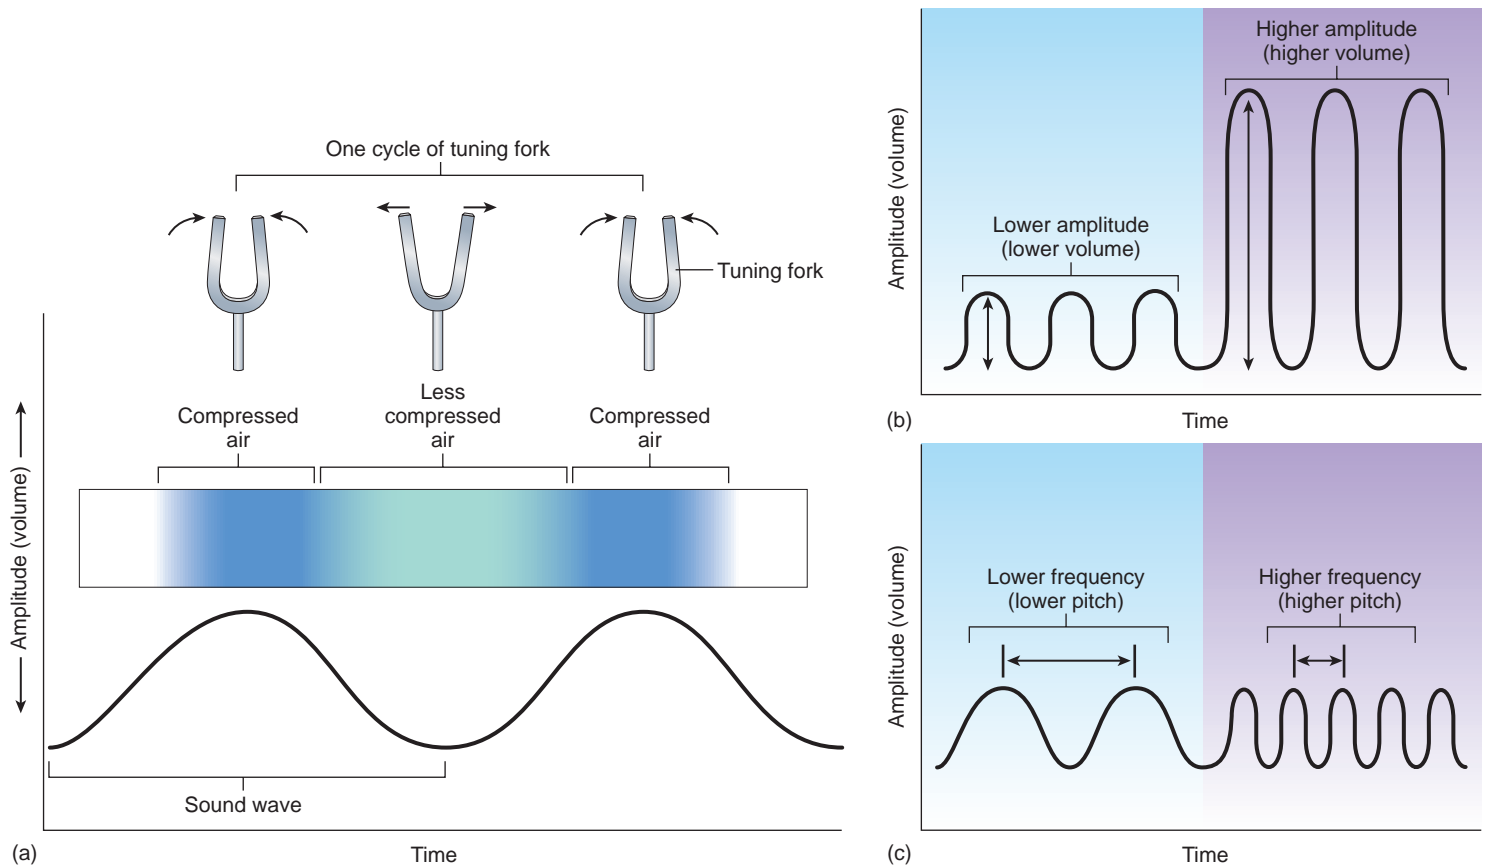 One cycle of tuning fork
Tuning fork
Compressed
air
Less
compressed
air
Compressed
air
Amplitude (volume)
Sound wave
(a)
Time
Higher amplitude
(higher volume)
Lower amplitude
(lower volume)
Amplitude (volume)
(b)
Time
Lower frequency
(lower pitch)
Higher frequency
(higher pitch)
Amplitude (volume)
(c)
Time